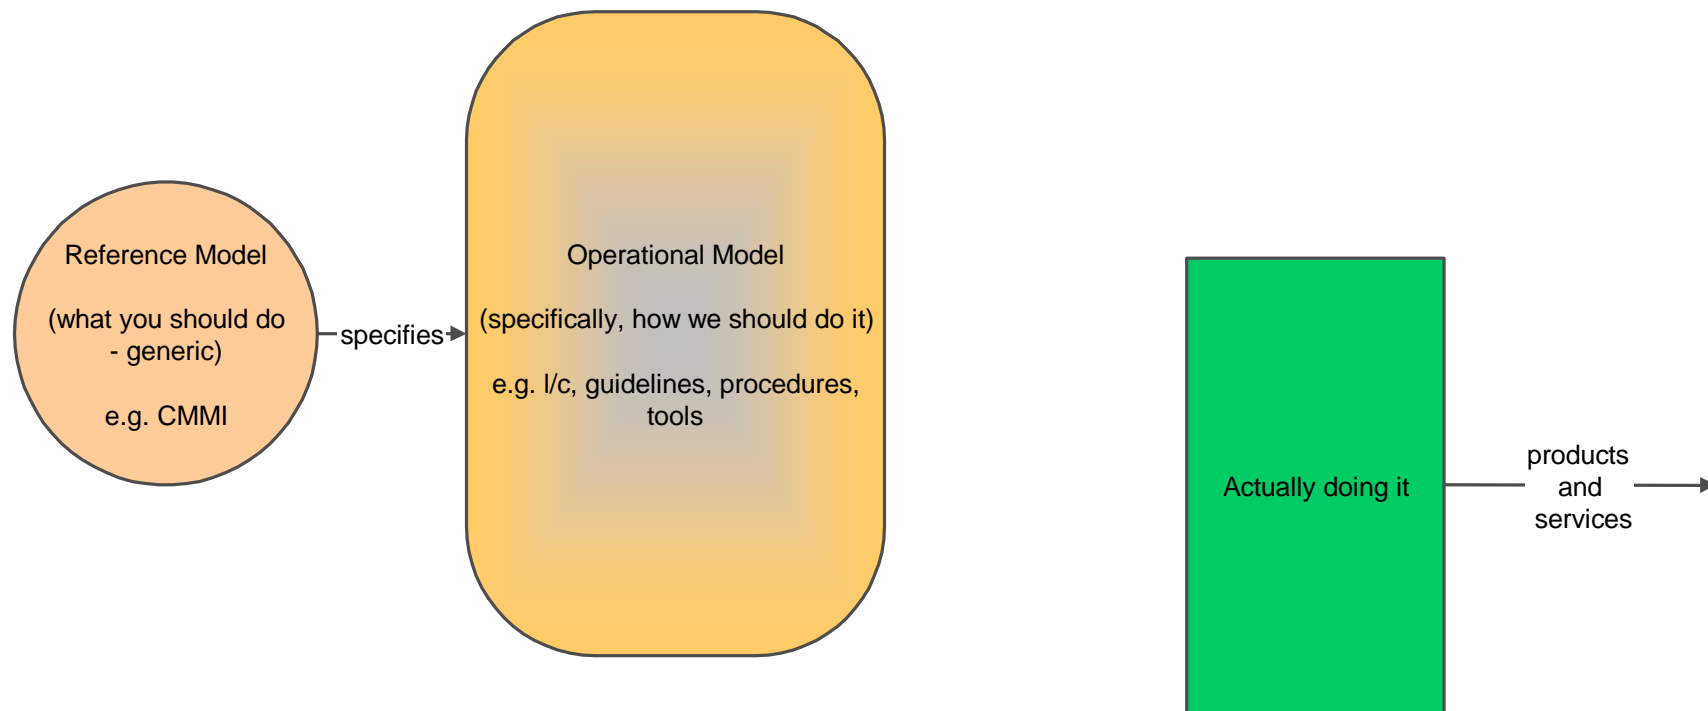 Reference Model
(what you should do
- generic)
e.g. CMMI
specifies
Operational Model
(specifically, how we should do it)
e.g. l/c, guidelines, procedures,
tools
Actually doing it
products
and
services